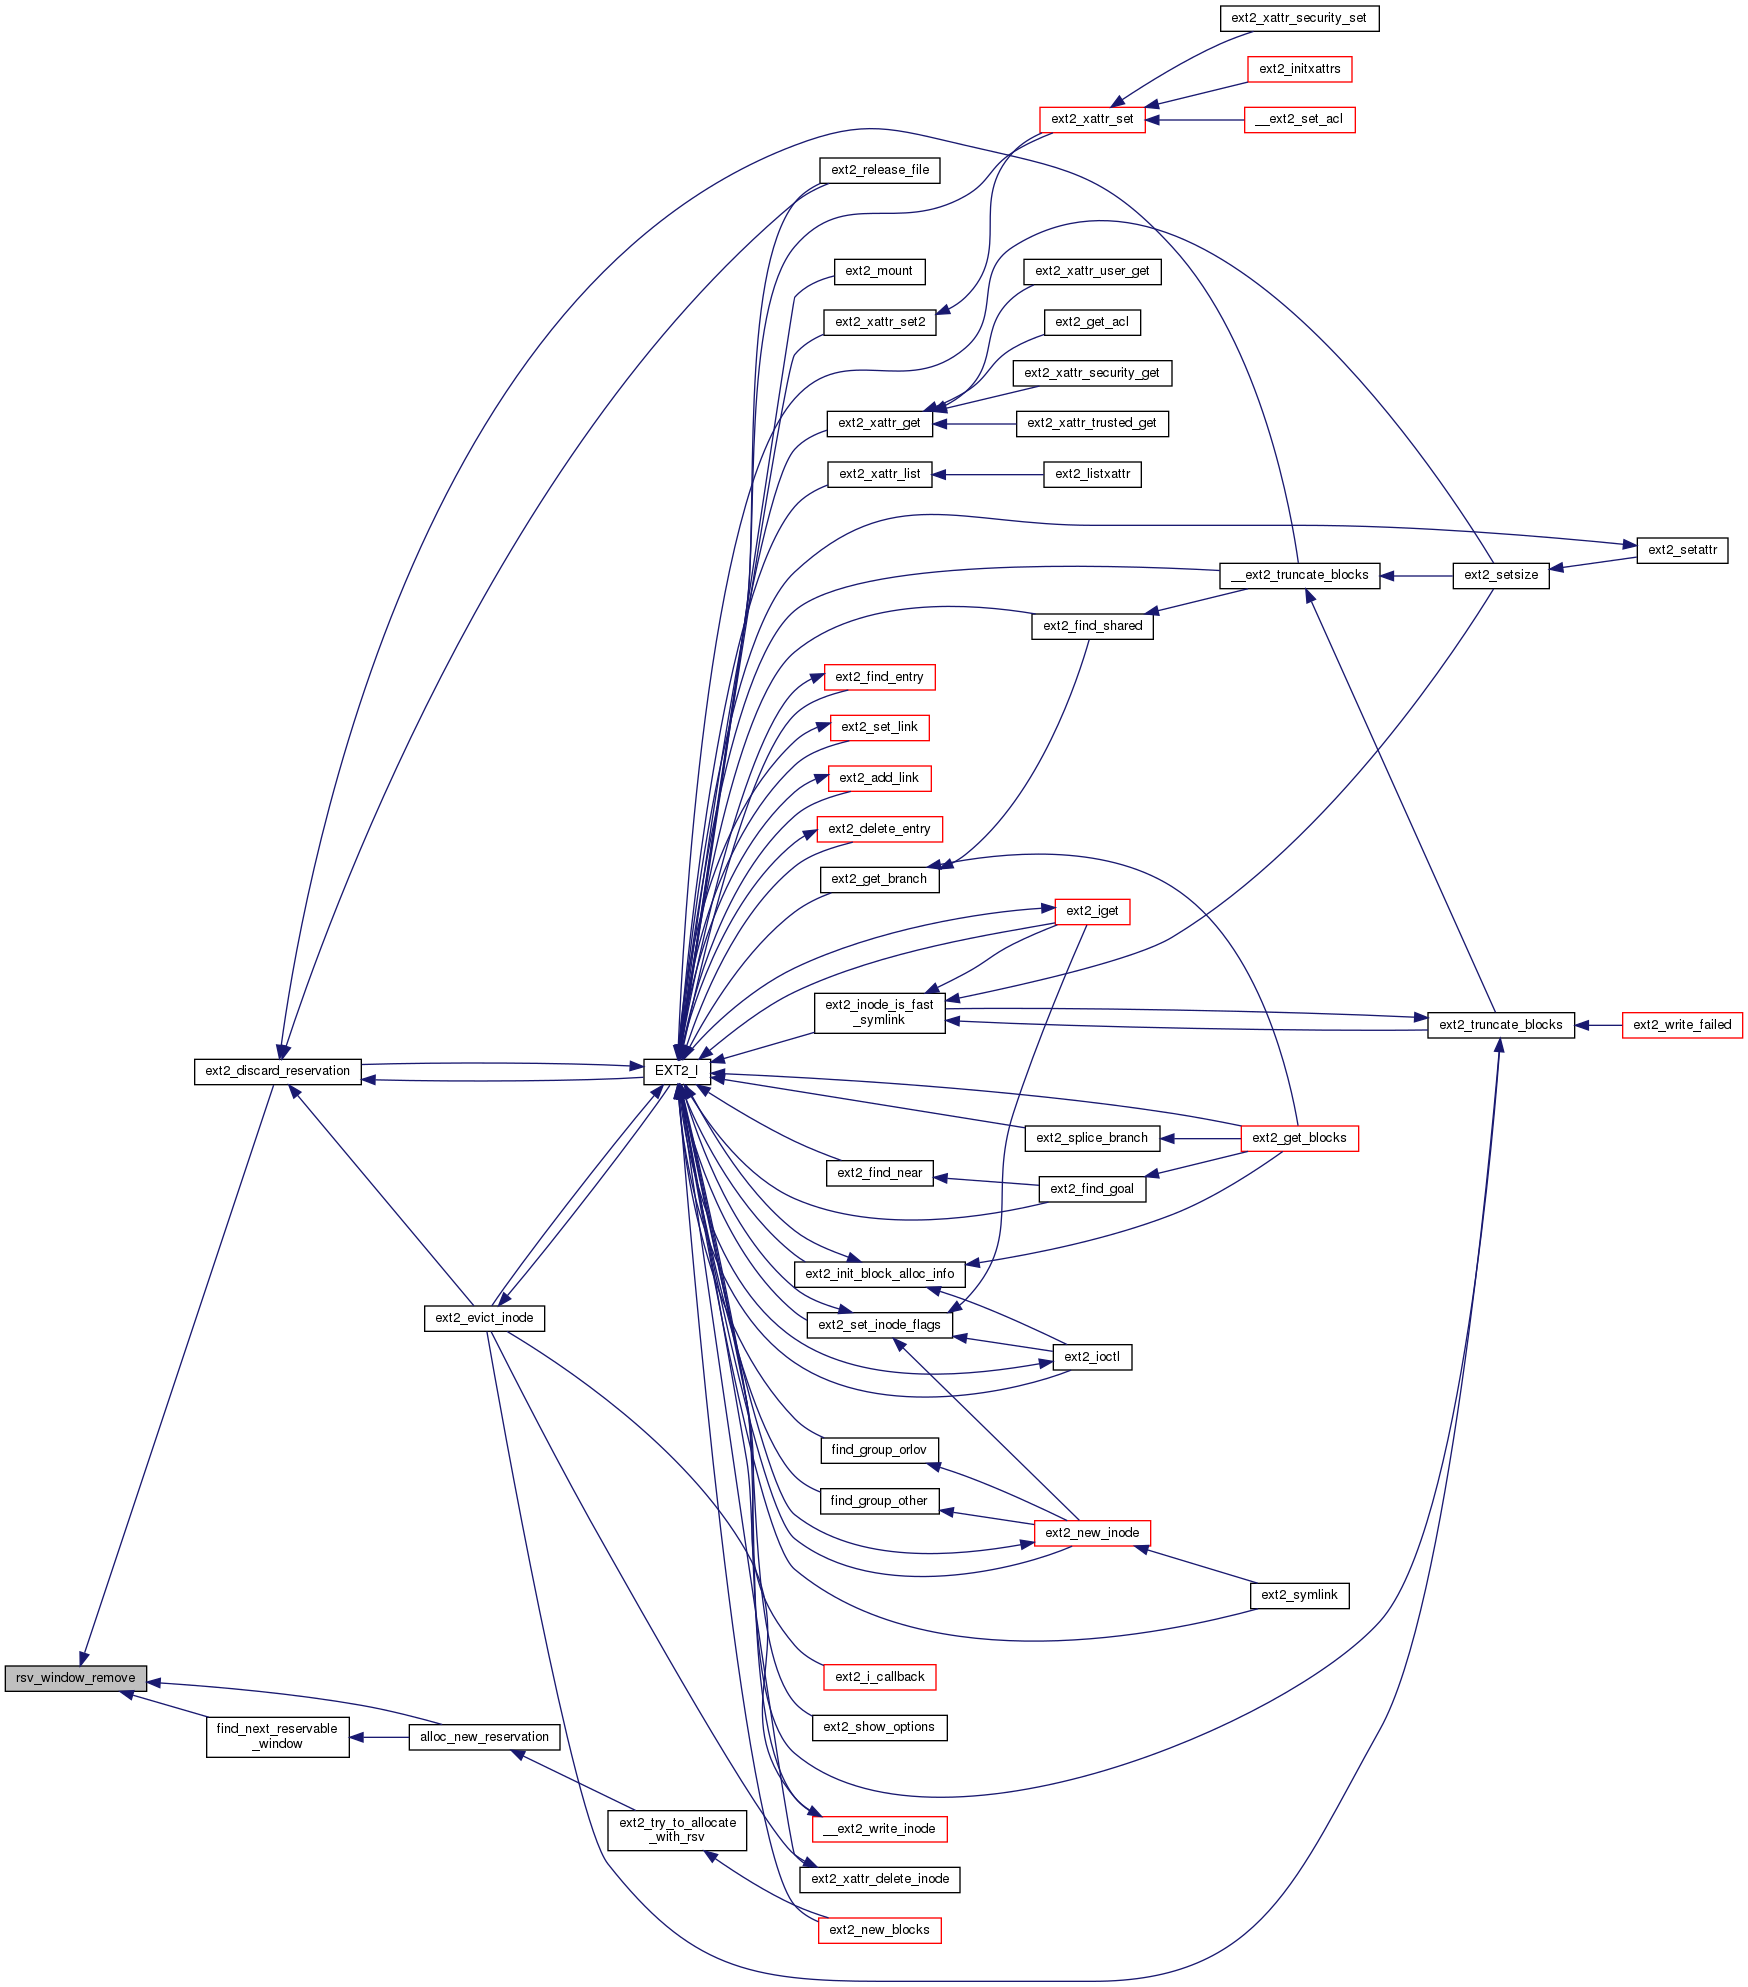 ext2_xattr_security_set
ext2_initxattrs
ext2_xattr_set
__ext2_set_acl
ext2_release_file
ext2_mount
ext2_xattr_user_get
ext2_xattr_set2
ext2_get_acl
ext2_xattr_security_get
ext2_xattr_get
ext2_xattr_trusted_get
ext2_xattr_list
ext2_listxattr
ext2_setattr
__ext2_truncate_blocks
ext2_setsize
ext2_find_shared
ext2_find_entry
ext2_set_link
ext2_add_link
ext2_delete_entry
ext2_get_branch
ext2_iget
ext2_inode_is_fast
_symlink
ext2_truncate_blocks
ext2_write_failed
ext2_discard_reservation
EXT2_I
ext2_splice_branch
ext2_get_blocks
ext2_find_near
ext2_find_goal
ext2_init_block_alloc_info
ext2_evict_inode
ext2_set_inode_flags
ext2_ioctl
find_group_orlov
find_group_other
ext2_new_inode
ext2_symlink
rsv_window_remove
ext2_i_callback
find_next_reservable
_window
alloc_new_reservation
ext2_show_options
ext2_try_to_allocate
_with_rsv
__ext2_write_inode
ext2_xattr_delete_inode
ext2_new_blocks